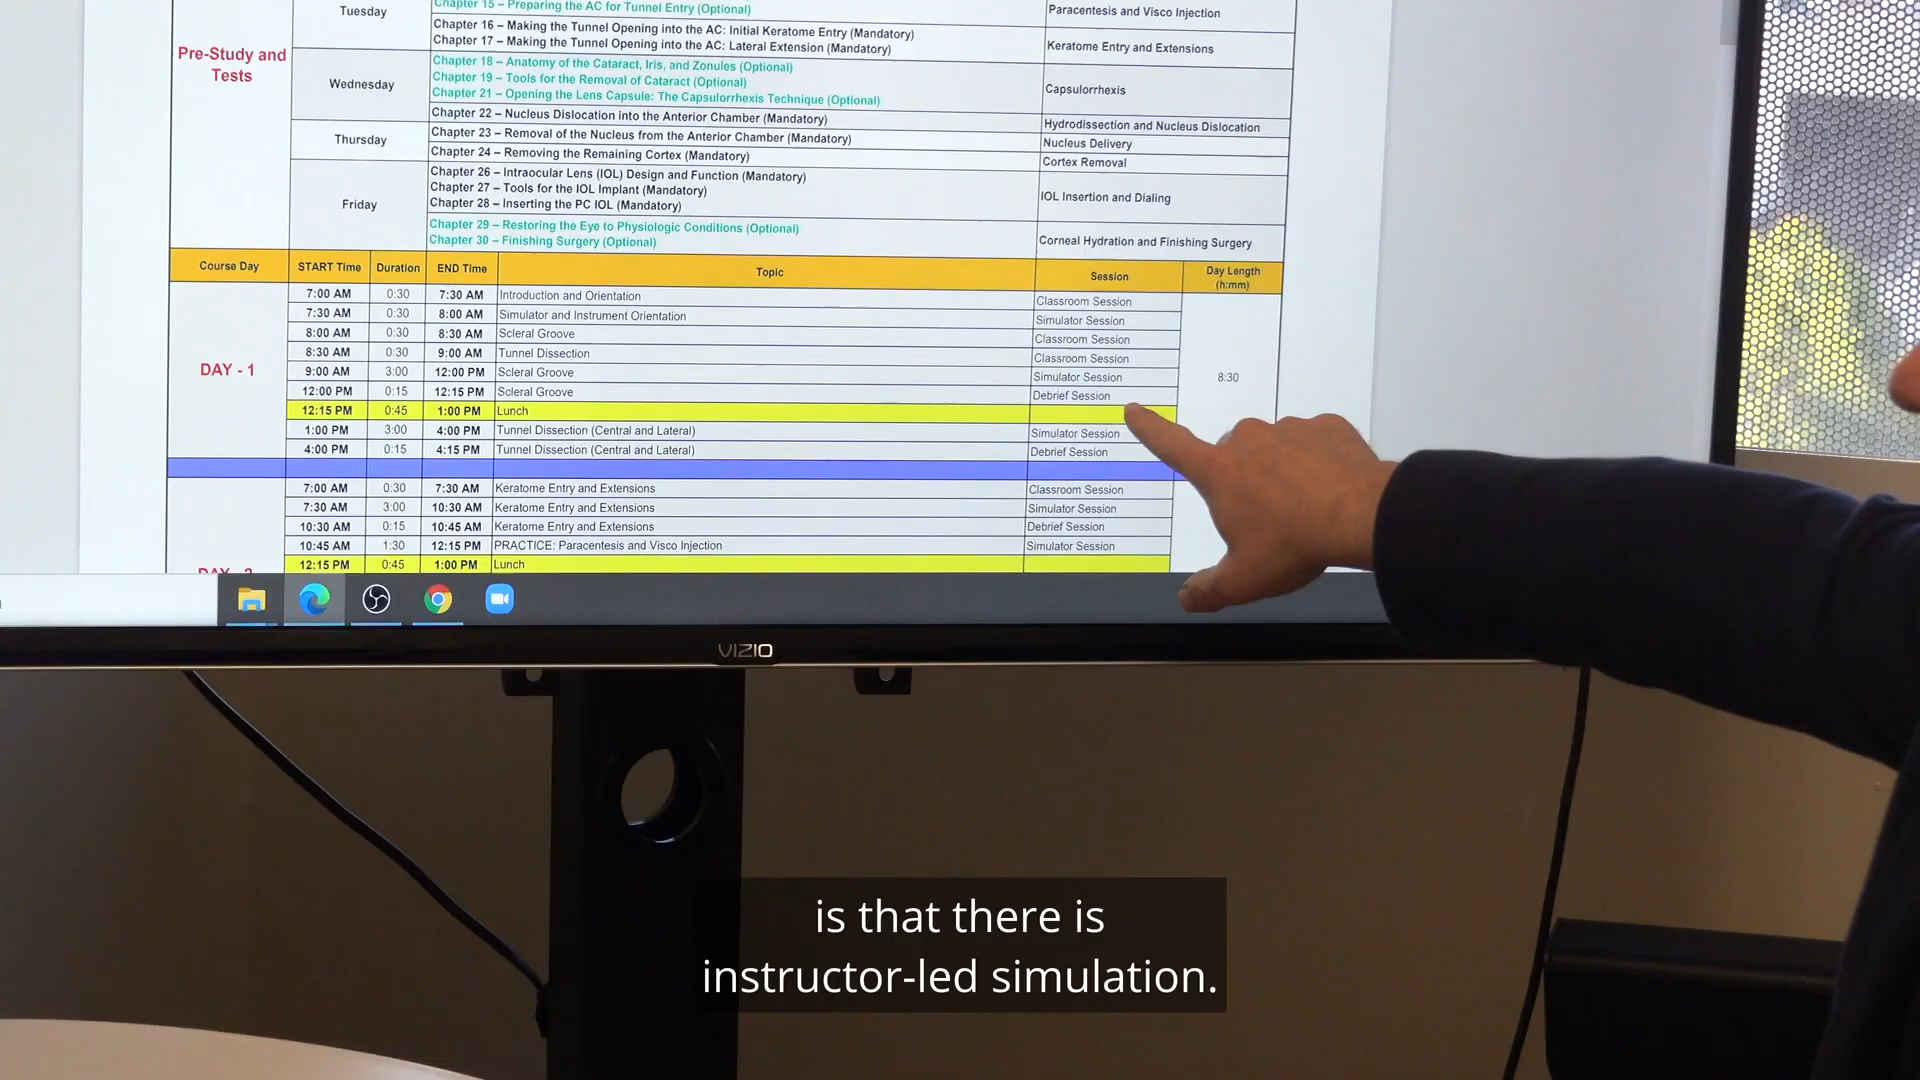 Tuesday
Chapter 15 – Preparing the AC for Tunnel Entry (Optional)
Paracentesis and Visco Injection
Chapter 16 – Making the Tunnel Opening into the AC: Initial Keratome Entry (Mandatory)
Chapter 17 – Making the Tunnel Opening into the AC: Lateral Extension (Mandatory)
Keratome Entry and Extensions
Pre-Study and
Tests
Wednesday
Chapter 18 – Anatomy of the Cataract, Iris, and Zonules (Optional)
Chapter 19 – Tools for the Removal of Cataract (Optional)
Chapter 21 – Opening the Lens Capsule: The Capsulorrhexis Technique (Optional)
Capsulorrhexis
Chapter 22 – Nucleus Dislocation into the Anterior Chamber (Mandatory)
Hydrodissection and Nucleus Dislocation
Thursday
Chapter 23 – Removal of the Nucleus from the Anterior Chamber (Mandatory)
Nucleus Delivery
Chapter 24 – Removing the Remaining Cortex (Mandatory)
Cortex Removal
Friday
Chapter 26 – Intraocular Lens (IOL) Design and Function (Mandatory)
Chapter 27 – Tools for the IOL Implant (Mandatory)
Chapter 28 – Inserting the PC IOL (Mandatory)
IOL Insertion and Dialing
Chapter 29 – Restoring the Eye to Physiologic Conditions (Optional)
Chapter 30 – Finishing Surgery (Optional)
Corneal Hydration and Finishing Surgery
Course Day START Time Duration END Time Topic Session Day Length
(h:mm)
7:00 AM 0:30 7:30 AM Introduction and Orientation Classroom Session
7:30 AM 0:30 8:00 AM Simulator and Instrument Orientation Simulator Session
8:00 AM 0:30 8:30 AM Scleral Groove Classroom Session
8:30 AM 0:30 9:00 AM Tunnel Dissection Classroom Session
DAY - 1 9:00 AM 3:00 12:00 PM Scleral Groove Simulator Session 8:30
12:00 PM 0:15 12:15 PM Scleral Groove Debrief Session
12:15 PM 0:45 1:00 PM Lunch
1:00 PM 3:00 4:00 PM Tunnel Dissection (Central and Lateral) Simulator Session
4:00 PM 0:15 4:15 PM Tunnel Dissection (Central and Lateral) Debrief Session
7:00 AM 0:30 7:30 AM Keratome Entry and Extensions Classroom Session
7:30 AM 3:00 10:30 AM Keratome Entry and Extensions Simulator Session
10:30 AM 0:15 10:45 AM Keratome Entry and Extensions Debrief Session
10:45 AM 1:30 12:15 PM PRACTICE: Paracentesis and Visco Injection Simulator Session
12:15 PM 0:45 1:00 PM Lunch
VIZIO
is that there is
instructor-led simulation.